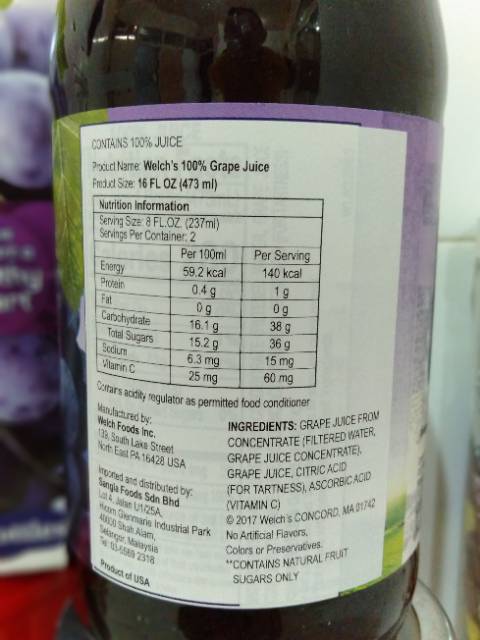 CONTAINS 100% JUICE
Product Name: Welch's 100% Grape Juice
Product Size: 16 FL OZ (473 ml)
Nutrition Information
Serving Size: 8 FL.OZ. (237ml)
Servings Per Container: 2
Per 100ml Per Serving
Energy 59.2 kcal 140 kcal
Protein 0.4 g 1 g
Fat 0 g 0 g
Carbohydrate 16.1 g 38 g
Total Sugars 15.2 g 36 g
Sodium 6.3 mg 15 mg
Vitamin C 25 mg 60 mg
Contains acidity regulator as permitted food conditioner
Manufactured by:
Welch Foods Inc.
139, South Lake Street
North East PA 16428 USA
Imported and distributed by:
Sangla Foods Sdn Bhd
Lot 4, Jalan U1/25A,
Hicom Glenmarie Industrial Park
40000 Shah Alam,
Selangor, Malaysia
Tel: 03-5569 2318
Product of USA
INGREDIENTS: GRAPE JUICE FROM
CONCENTRATE (FILTERED WATER,
GRAPE JUICE CONCENTRATE),
GRAPE JUICE, CITRIC ACID
(FOR TARTNESS), ASCORBIC ACID
(VITAMIN C)
© 2017 Welch's CONCORD, MA 01742
No Artificial Flavors,
Colors or Preservatives.
**CONTAINS NATURAL FRUIT
SUGARS ONLY